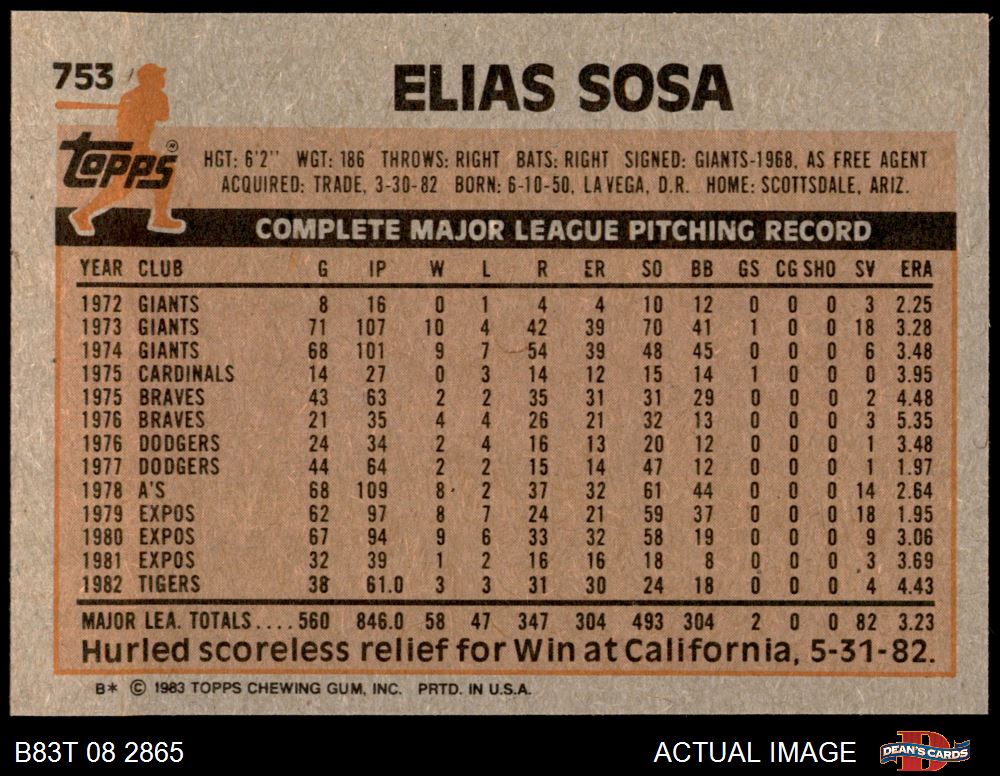 753
ELIAS SOSA
topps®
HGT: 6'2" WGT: 186 THROWS: RIGHT BATS: RIGHT SIGNED: GIANTS-1968, AS FREE AGENT
ACQUIRED: TRADE, 3-30-82 BORN: 6-10-50, LAVEGA, D.R. HOME: SCOTTSDALE, ARIZ.
COMPLETE MAJOR LEAGUE PITCHING RECORD
YEAR CLUB G IP W L R ER SO BB GS CG SHO SV ERA
1972 GIANTS 8 16 0 1 4 4 10 12 0 0 0 3 2.25
1973 GIANTS 71 107 10 4 42 39 70 41 1 0 0 18 3.28
1974 GIANTS 68 101 9 7 54 39 48 45 0 0 0 6 3.48
1975 CARDINALS 14 27 0 3 14 12 15 14 1 0 0 0 3.95
1975 BRAVES 43 63 2 2 35 31 31 29 0 0 0 2 4.48
1976 BRAVES 21 35 4 4 26 21 32 13 0 0 0 3 5.35
1976 DODGERS 24 34 2 4 16 13 20 12 0 0 0 1 3.48
1977 DODGERS 44 64 2 2 15 14 47 12 0 0 0 1 1.97
1978 A'S 68 109 8 2 37 32 61 44 0 0 0 14 2.64
1979 EXPOS 62 97 8 7 24 21 59 37 0 0 0 18 1.95
1980 EXPOS 67 94 9 6 33 32 58 19 0 0 0 9 3.06
1981 EXPOS 32 39 1 2 16 16 18 8 0 0 0 3 3.69
1982 TIGERS 38 61.0 3 3 31 30 24 18 0 0 0 4 4.43
MAJOR LEA. TOTALS....560 846.0 58 47 347 304 493 304 2 0 0 82 3.23
Hurled scoreless relief for Win at California, 5-31-82.
B* © 1983 TOPPS CHEWING GUM, INC. PRTD. IN U.S.A.
B83T 08 2865
ACTUAL IMAGE
DEAN'S CARDS